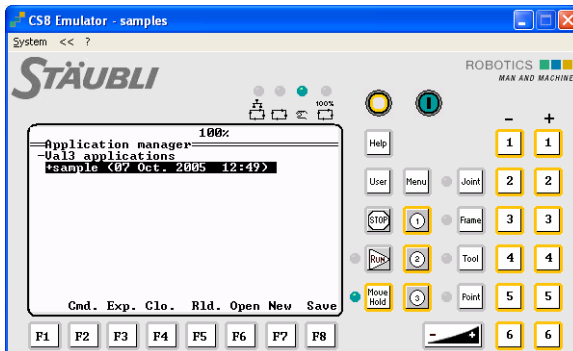 CS8 Emulator - samples
System << ?
STÄUBLI
ROBOTICS
MAN AND MACHINE
100%
100%
Application manager
-Val3 applications
+sample (07 Oct. 2005 12:49)
Cmd. Exp. Clo. Rld. Open New Save
F1 F2 F3 F4 F5 F6 F7 F8
Help
User Menu Joint
STOP 1 Frame
RUN 2 Tool
Move Hold 3 Point
- +
1 1
2 2
3 3
4 4
5 5
6 6
- +